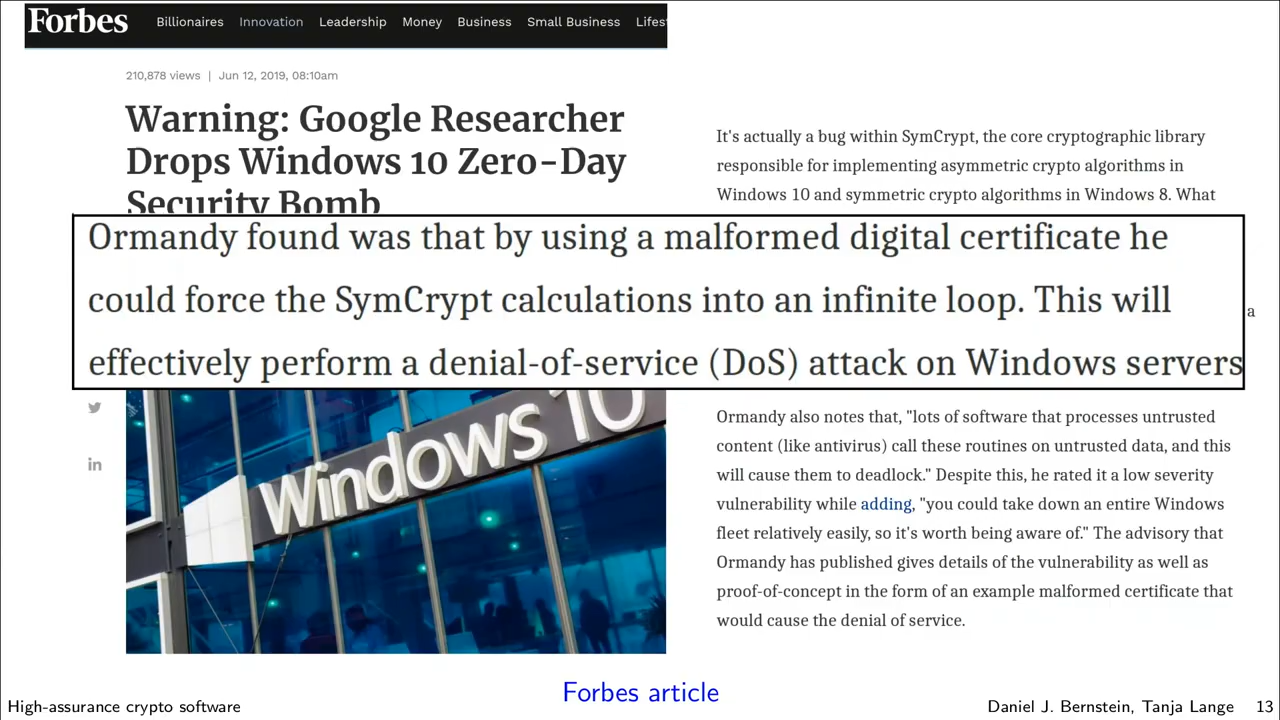 Forbes
Billionaires Innovation Leadership Money Business Small Business Lifes
210,878 views | Jun 12, 2019, 08:10am
Warning: Google Researcher
Drops Windows 10 Zero-Day
Security Bomb
It's actually a bug within SymCrypt, the core cryptographic library
responsible for implementing asymmetric crypto algorithms in
Windows 10 and symmetric crypto algorithms in Windows 8. What
Ormandy found was that by using a malformed digital certificate he
could force the SymCrypt calculations into an infinite loop. This will
effectively perform a denial-of-service (DoS) attack on Windows servers
a
in
Windows 10
Ormandy also notes that, "lots of software that processes untrusted
content (like antivirus) call these routines on untrusted data, and this
will cause them to deadlock." Despite this, he rated it a low severity
vulnerability while adding, "you could take down an entire Windows
fleet relatively easily, so it's worth being aware of." The advisory that
Ormandy has published gives details of the vulnerability as well as
proof-of-concept in the form of an example malformed certificate that
would cause the denial of service.
Forbes article
High-assurance crypto software
Daniel J. Bernstein, Tanja Lange 13